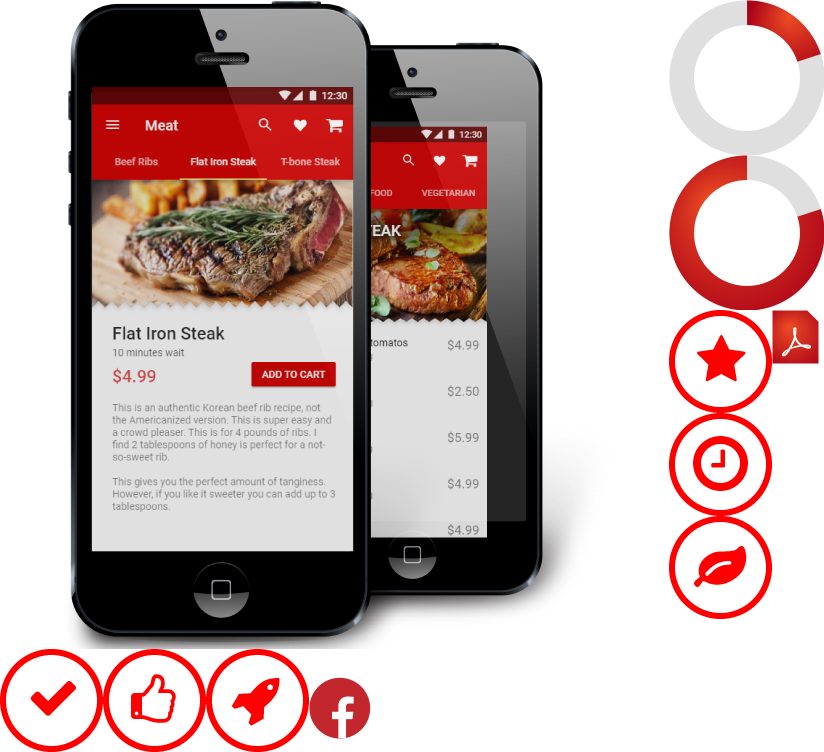 12:30
Meat
Beef Ribs
Flat Iron Steak
T-bone Steak
Flat Iron Steak
10 minutes wait
$4.99
ADD TO CART
This is an authentic Korean beef rib recipe, not
the Americanized version. This is super easy and
a crowd pleaser. This is for 4 pounds of ribs. I
find 2 tablespoons of honey is perfect for a not-
so-sweet rib.
This gives you the perfect amount of tanginess.
However, if you like it sweeter you can add up to 3
tablespoons.
12:30
FOOD
VEGETARIAN
EAK
tomatos
$4.99
$2.50
$5.99
$4.99
$4.99